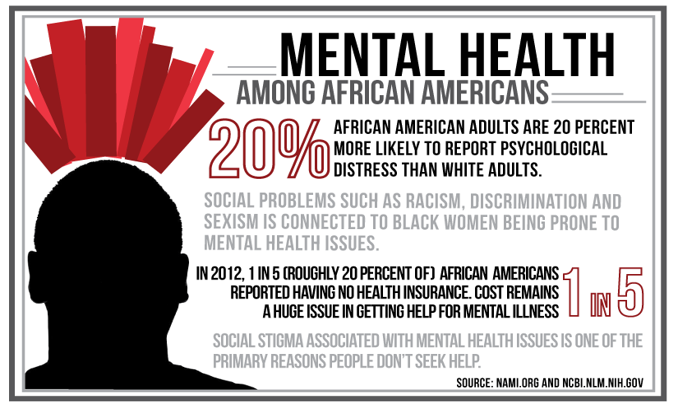 MENTAL HEALTH
AMONG AFRICAN AMERICANS
20%
AFRICAN AMERICAN ADULTS ARE 20 PERCENT
MORE LIKELY TO REPORT PSYCHOLOGICAL
DISTRESS THAN WHITE ADULTS.
SOCIAL PROBLEMS SUCH AS RACISM, DISCRIMINATION AND
SEXISM IS CONNECTED TO BLACK WOMEN BEING PRONE TO
MENTAL HEALTH ISSUES.
IN 2012, 1 IN 5 (ROUGHLY 20 PERCENT OF) AFRICAN AMERICANS
REPORTED HAVING NO HEALTH INSURANCE. COST REMAINS
A HUGE ISSUE IN GETTING HELP FOR MENTAL ILLNESS
1 IN 5
SOCIAL STIGMA ASSOCIATED WITH MENTAL HEALTH ISSUES IS ONE OF THE
PRIMARY REASONS PEOPLE DON'T SEEK HELP.
SOURCE: NAMI.ORG AND NCBI.NLM.NIH.GOV